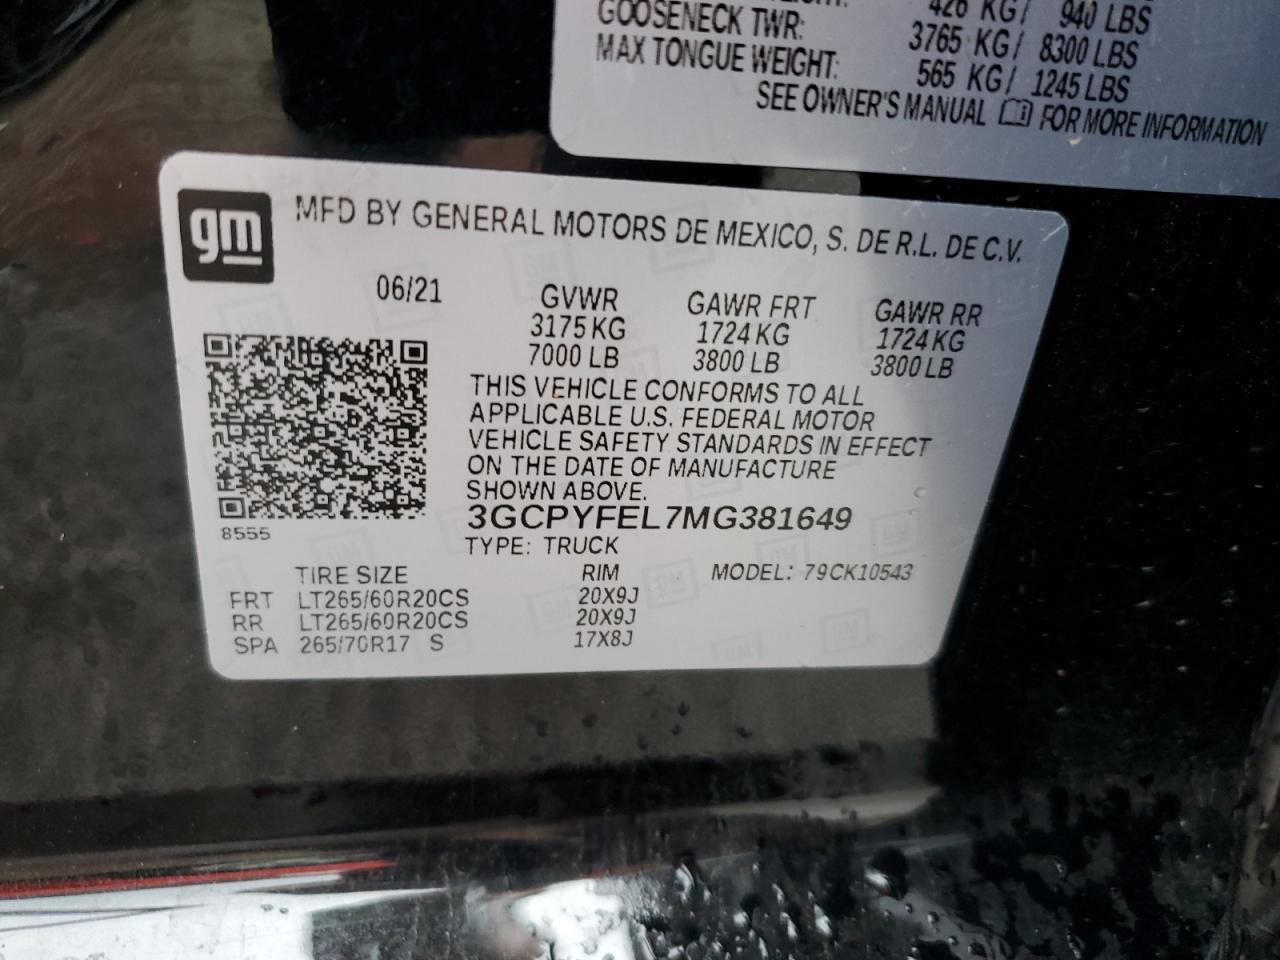 426 KG/ 940 LBS
GOOSENECK TWR: 3765 KG/ 8300 LBS
MAX TONGUE WEIGHT: 565 KG/ 1245 LBS
SEE OWNER'S MANUAL FOR MORE INFORMATION
gm
MFD BY GENERAL MOTORS DE MEXICO, S. DE R.L. DE C.V.
06/21 GVWR GAWR FRT GAWR RR
3175 KG 1724 KG 1724 KG
7000 LB 3800 LB 3800 LB
THIS VEHICLE CONFORMS TO ALL
APPLICABLE U.S. FEDERAL MOTOR
VEHICLE SAFETY STANDARDS IN EFFECT
ON THE DATE OF MANUFACTURE
SHOWN ABOVE.
8555 3GCPYFEL7MG381649
TYPE: TRUCK
TIRE SIZE RIM MODEL: 79CK10543
FRT LT265/60R20CS 20X9J
RR LT265/60R20CS 20X9J
SPA 265/70R17 S 17X8J